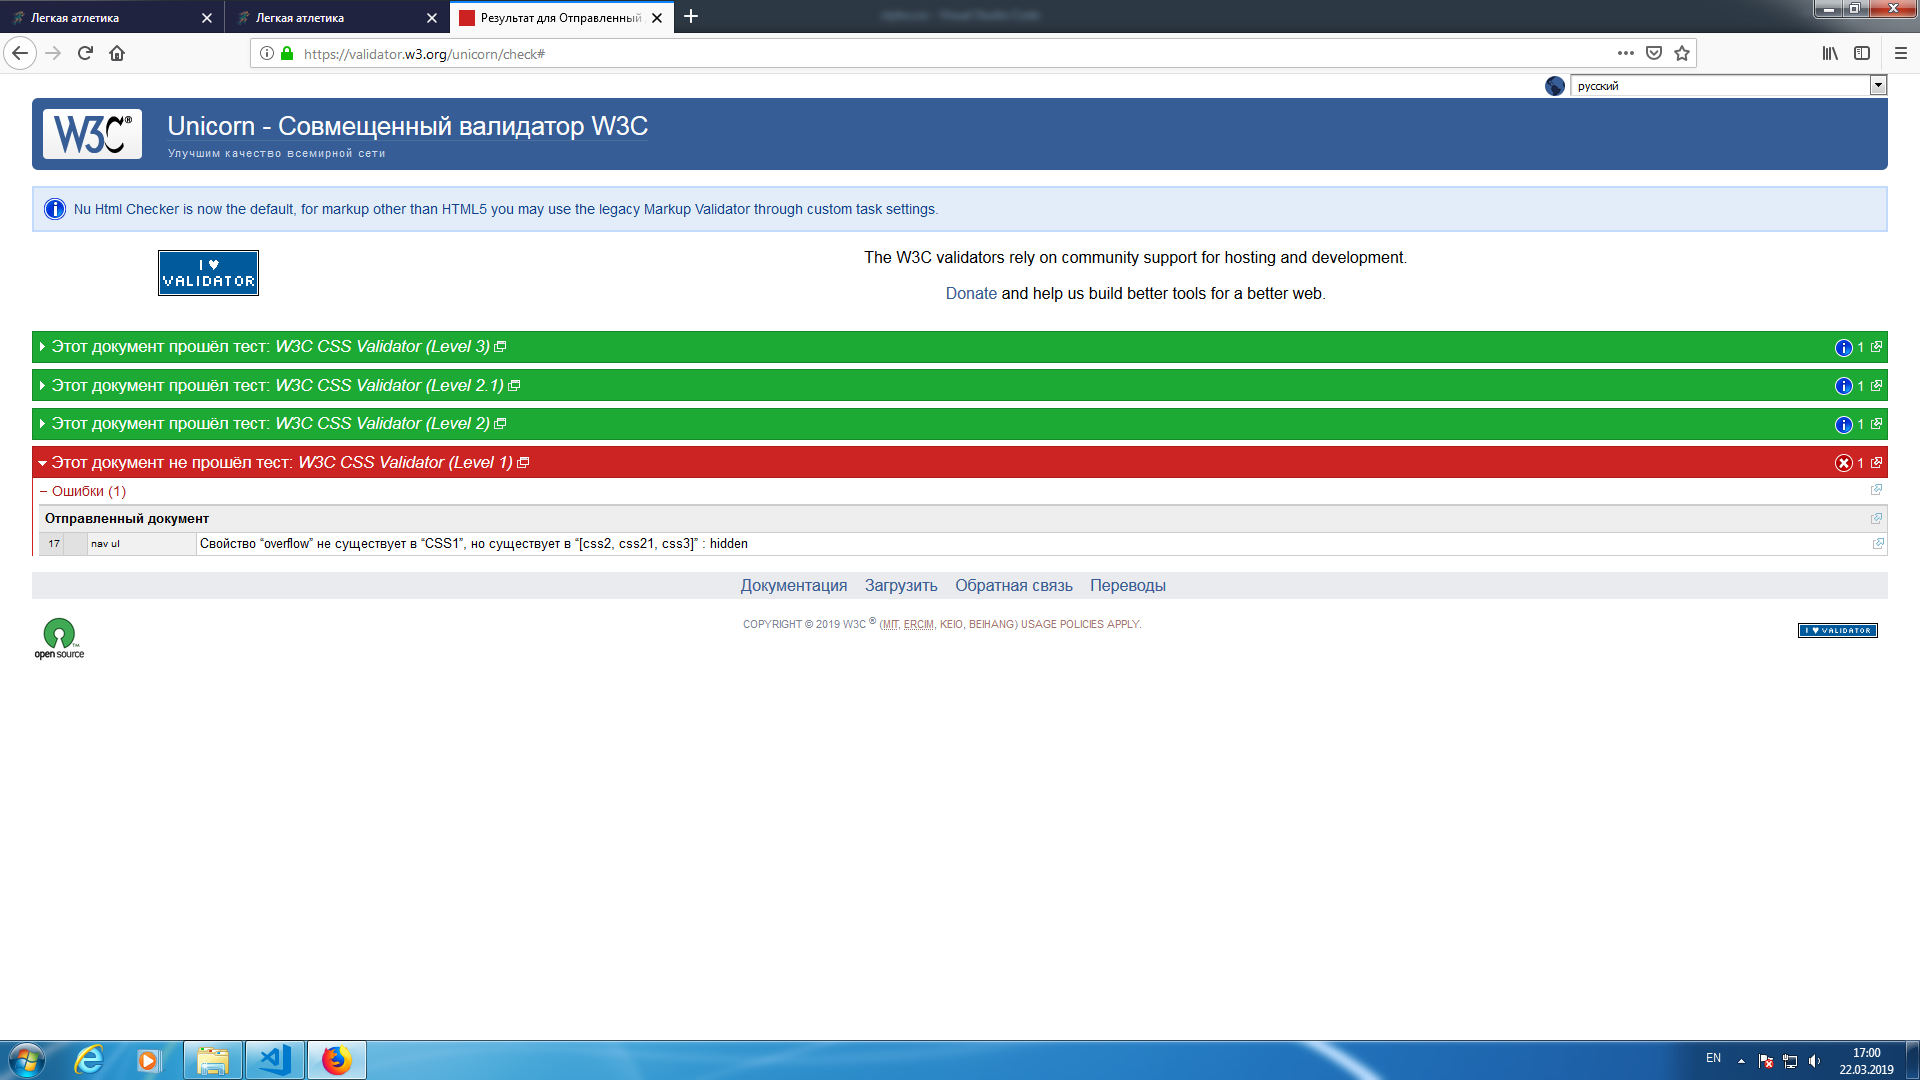 Легкая атлетика
Легкая атлетика
Результат для Отправленный
https://validator.w3.org/unicorn/check#
русский
W3C®
Unicorn - Совмещенный валидатор W3C
Улучшим качество всемирной сети
Nu Html Checker is now the default, for markup other than HTML5 you may use the legacy Markup Validator through custom task settings.
I ♥
VALIDATOR
The W3C validators rely on community support for hosting and development.
Donate and help us build better tools for a better web.
Этот документ прошёл тест: W3C CSS Validator (Level 3) 1
Этот документ прошёл тест: W3C CSS Validator (Level 2.1) 1
Этот документ прошёл тест: W3C CSS Validator (Level 2) 1
Этот документ не прошёл тест: W3C CSS Validator (Level 1) 1
– Ошибки (1)
Отправленный документ
17 nav ul Свойство “overflow” не существует в “CSS1”, но существует в “[css2, css21, css3]” : hidden
Документация Загрузить Обратная связь Переводы
COPYRIGHT © 2019 W3C ® (MIT, ERCIM, KEIO, BEIHANG) USAGE POLICIES APPLY.
I ♥ VALIDATOR
open source™
EN
17:00
22.03.2019